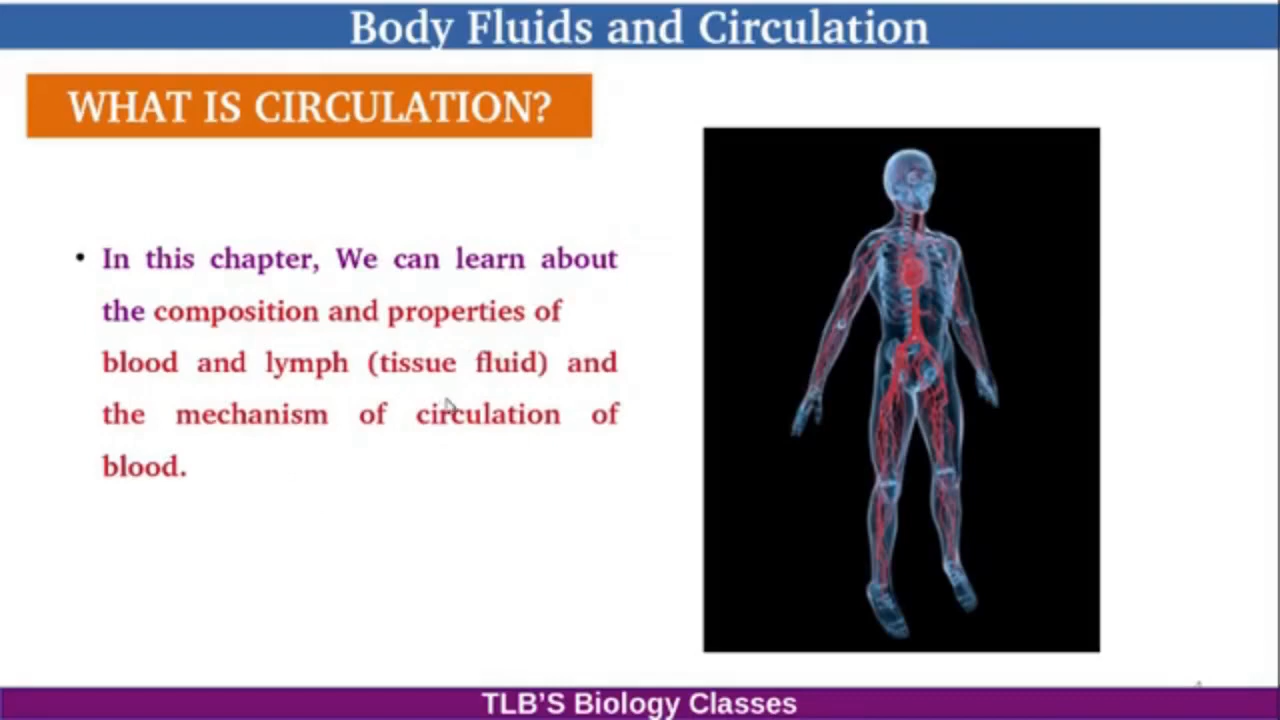 Body Fluids and Circulation
WHAT IS CIRCULATION?
• In this chapter, We can learn about
the composition and properties of
blood and lymph (tissue fluid) and
the mechanism of circulation of
blood.
TLB'S Biology Classes